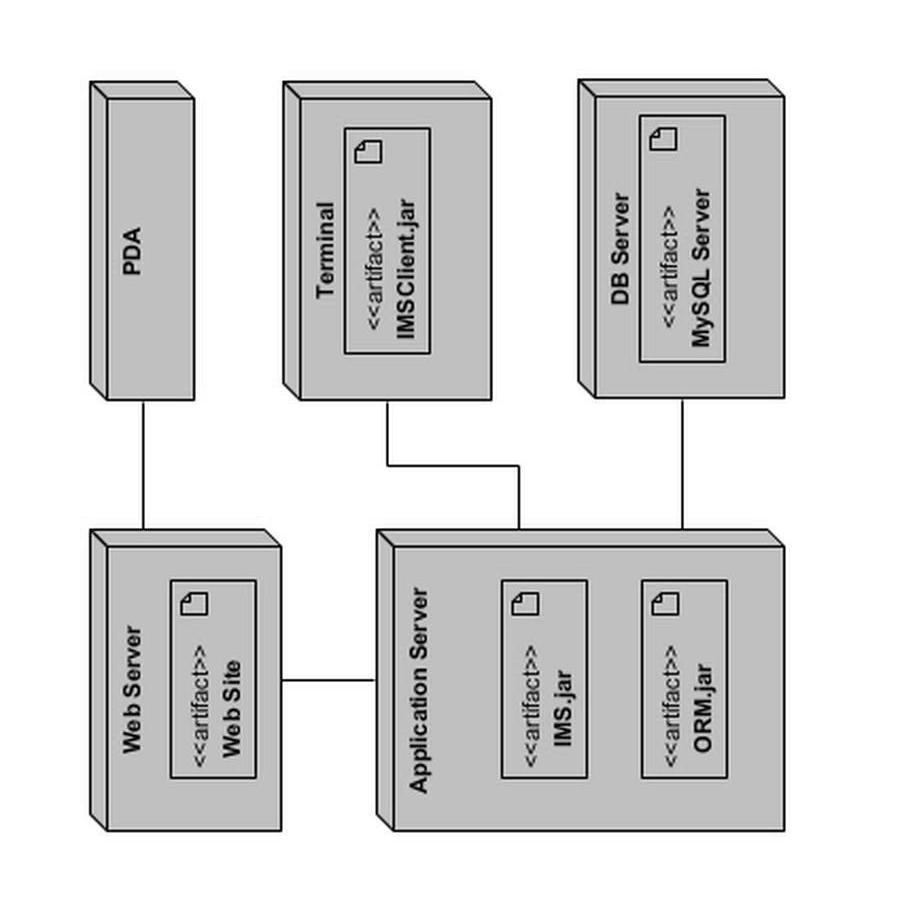 PDA
Terminal
<<artifact>>
IMSClient.jar
DB Server
<<artifact>>
MySQL Server
Web Server
<<artifact>>
Web Site
Application Server
<<artifact>>
IMS.jar
<<artifact>>
ORM.jar